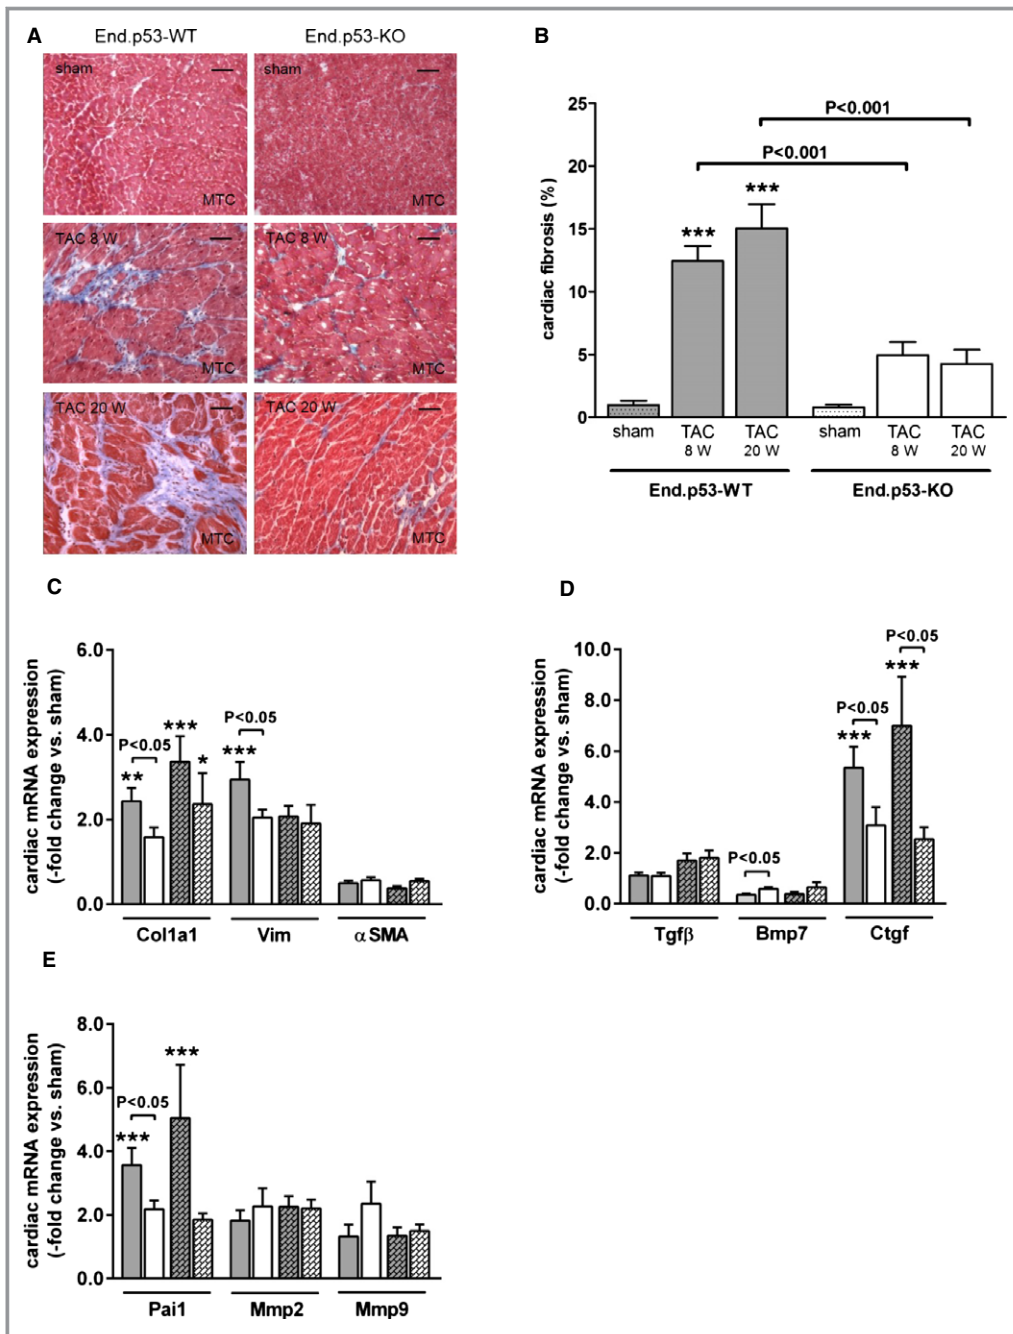 A
End.p53-WT End.p53-KO
sham sham
MTC MTC
TAC 8 W TAC 8 W
MTC MTC
TAC 20 W TAC 20 W
MTC MTC
B
cardiac fibrosis (%)
25
20
15
10
5
0
P<0.001
P<0.001
*** ***
sham TAC TAC sham TAC TAC
8 W 20 W 8 W 20 W
End.p53-WT End.p53-KO
C
cardiac mRNA expression
(-fold change vs. sham)
6.0
4.0
2.0
0.0
P<0.05
P<0.05
** *** * ***
Col1a1 Vim αSMA
D
cardiac mRNA expression
(-fold change vs. sham)
10.0
8.0
6.0
4.0
2.0
0.0
P<0.05
***
P<0.05
***
P<0.05
Tgfβ Bmp7 Ctgf
E
cardiac mRNA expression
(-fold change vs. sham)
8.0
6.0
4.0
2.0
0.0
***
P<0.05
***
Pai1 Mmp2 Mmp9